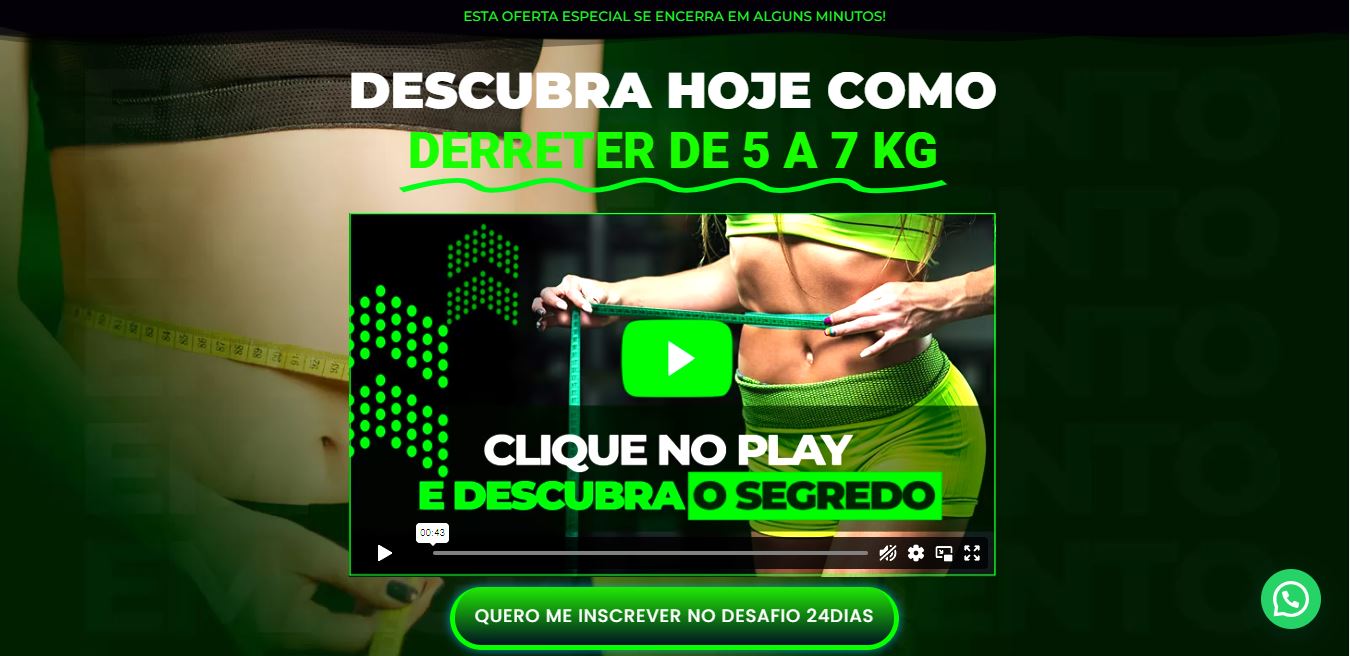 ESTA OFERTA ESPECIAL SE ENCERRA EM ALGUNS MINUTOS!
DESCUBRA HOJE COMO
DERRETER DE 5 A 7 KG
CLIQUE NO PLAY
E DESCUBRA O SEGREDO
00:43
QUERO ME INSCREVER NO DESAFIO 24DIAS